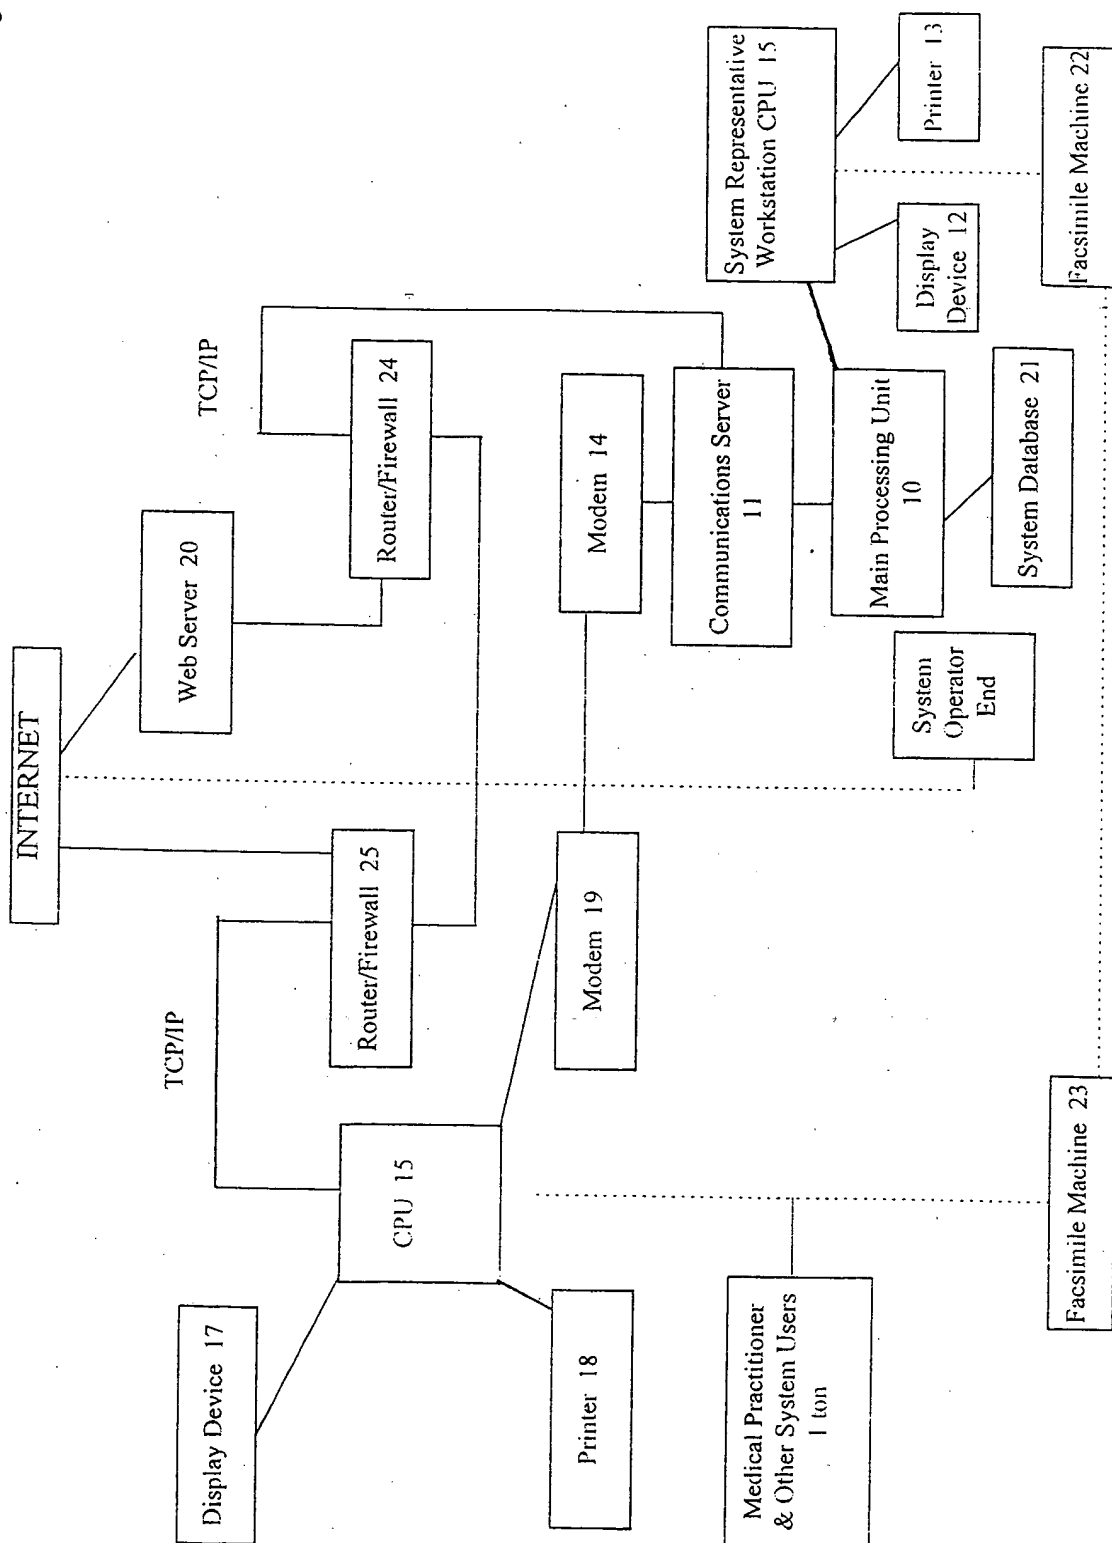 INTERNET
Display Device 17
TCP/IP
CPU 15
Printer 18
Router/Firewall 25
Web Server 20
TCP/IP
Router/Firewall 24
Modem 19
Modem 14
Communications Server
11
System Representative
Workstation CPU 15
Main Processing Unit
10
Display
Device 12
Printer 13
Medical Practitioner
& Other System Users
1 ton
System
Operator
End
System Database 21
Facsimile Machine 23
Facsimile Machine 22